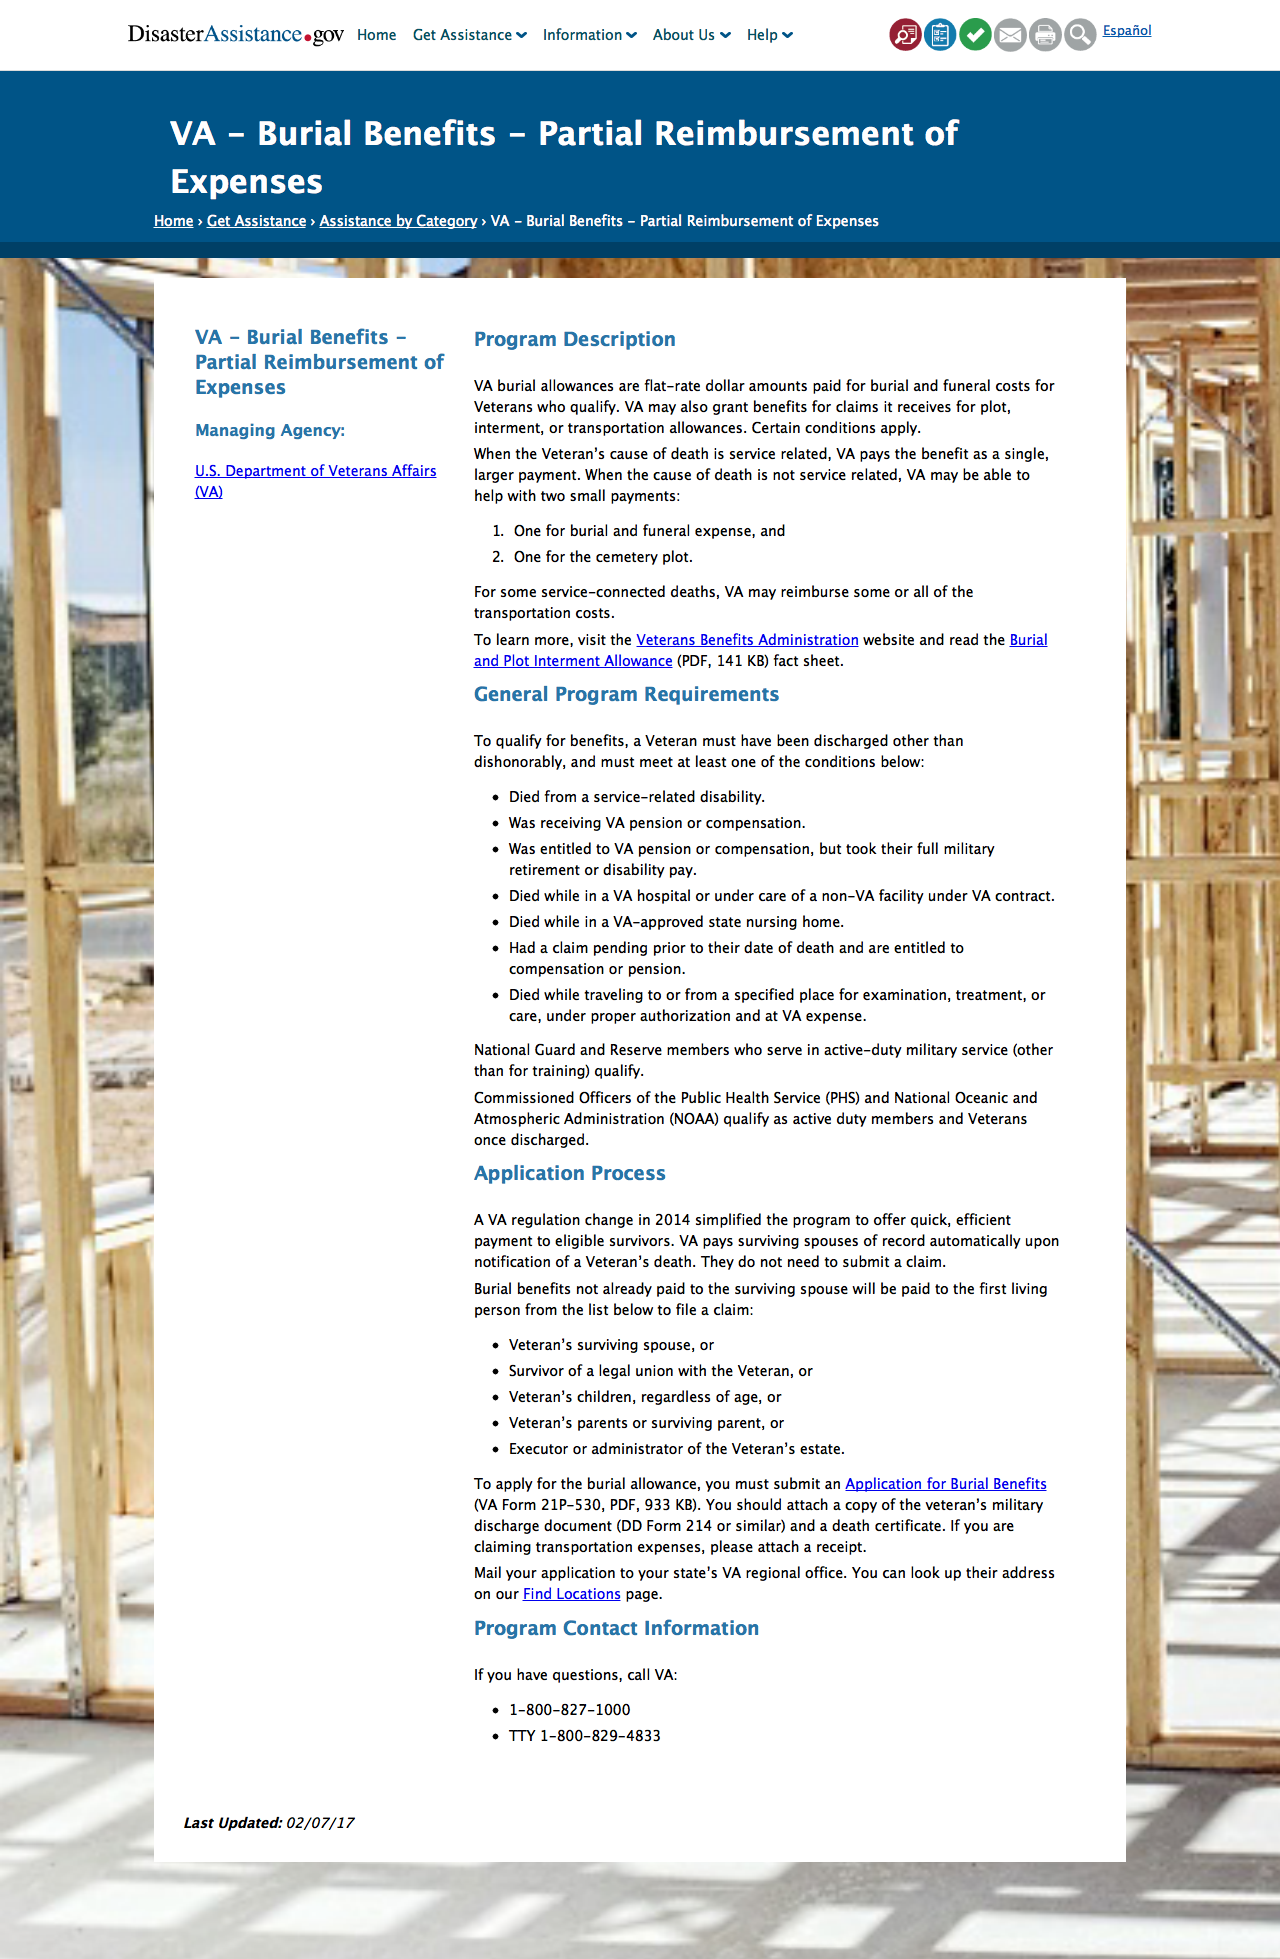 DisasterAssistance.gov Home Get Assistance Information About Us Help Español
VA – Burial Benefits – Partial Reimbursement of
Expenses
Home › Get Assistance › Assistance by Category › VA – Burial Benefits – Partial Reimbursement of Expenses
VA – Burial Benefits –
Partial Reimbursement of
Expenses
Managing Agency:
U.S. Department of Veterans Affairs
(VA)
Program Description
VA burial allowances are flat-rate dollar amounts paid for burial and funeral costs for
Veterans who qualify. VA may also grant benefits for claims it receives for plot,
interment, or transportation allowances. Certain conditions apply.
When the Veteran's cause of death is service related, VA pays the benefit as a single,
larger payment. When the cause of death is not service related, VA may be able to
help with two small payments:
1. One for burial and funeral expense, and
2. One for the cemetery plot.
For some service-connected deaths, VA may reimburse some or all of the
transportation costs.
To learn more, visit the Veterans Benefits Administration website and read the Burial
and Plot Interment Allowance (PDF, 141 KB) fact sheet.
General Program Requirements
To qualify for benefits, a Veteran must have been discharged other than
dishonorably, and must meet at least one of the conditions below:
• Died from a service-related disability.
• Was receiving VA pension or compensation.
• Was entitled to VA pension or compensation, but took their full military
retirement or disability pay.
• Died while in a VA hospital or under care of a non-VA facility under VA contract.
• Died while in a VA-approved state nursing home.
• Had a claim pending prior to their date of death and are entitled to
compensation or pension.
• Died while traveling to or from a specified place for examination, treatment, or
care, under proper authorization and at VA expense.
National Guard and Reserve members who serve in active-duty military service (other
than for training) qualify.
Commissioned Officers of the Public Health Service (PHS) and National Oceanic and
Atmospheric Administration (NOAA) qualify as active duty members and Veterans
once discharged.
Application Process
A VA regulation change in 2014 simplified the program to offer quick, efficient
payment to eligible survivors. VA pays surviving spouses of record automatically upon
notification of a Veteran's death. They do not need to submit a claim.
Burial benefits not already paid to the surviving spouse will be paid to the first living
person from the list below to file a claim:
• Veteran's surviving spouse, or
• Survivor of a legal union with the Veteran, or
• Veteran's children, regardless of age, or
• Veteran's parents or surviving parent, or
• Executor or administrator of the Veteran's estate.
To apply for the burial allowance, you must submit an Application for Burial Benefits
(VA Form 21P-530, PDF, 933 KB). You should attach a copy of the veteran's military
discharge document (DD Form 214 or similar) and a death certificate. If you are
claiming transportation expenses, please attach a receipt.
Mail your application to your state's VA regional office. You can look up their address
on our Find Locations page.
Program Contact Information
If you have questions, call VA:
• 1-800-827-1000
• TTY 1-800-829-4833
Last Updated: 02/07/17